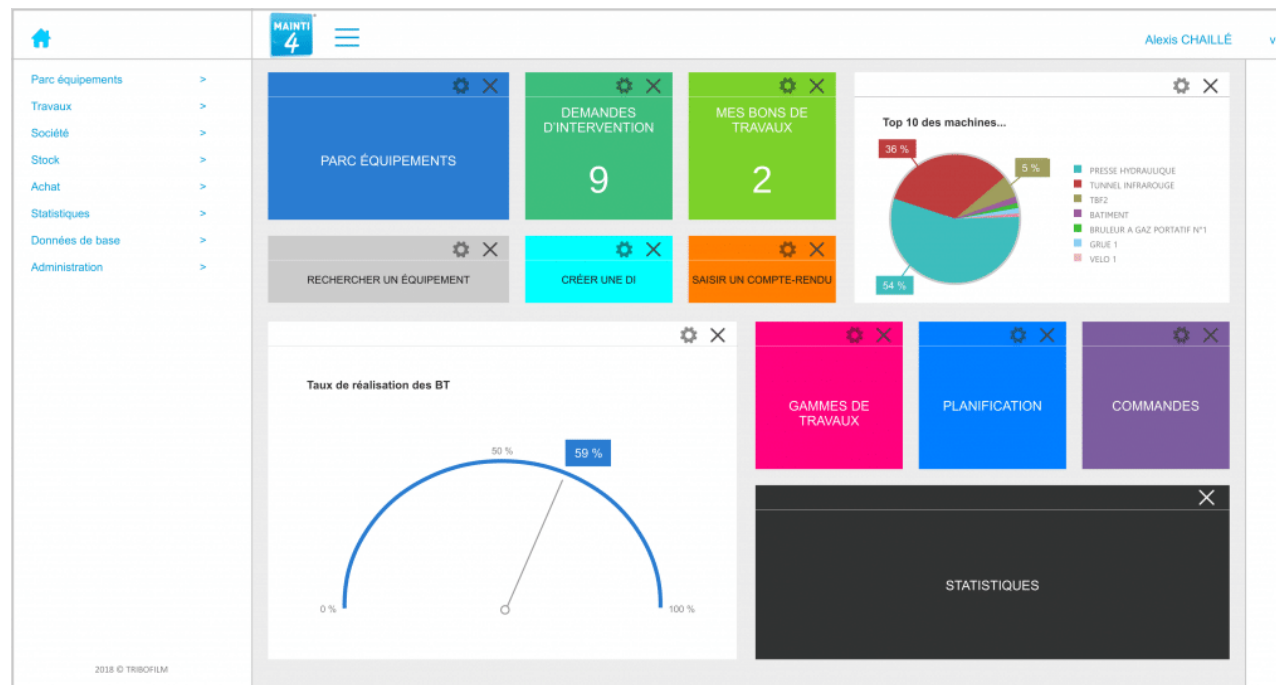 MAINTI
4
Alexis CHAILLÉ
v
Parc équipements >
Travaux >
Société >
Stock >
Achat >
Statistiques >
Données de base >
Administration >
2018 © TRIBOFILM
PARC ÉQUIPEMENTS
DEMANDES
D'INTERVENTION
9
MES BONS DE
TRAVAUX
2
RECHERCHER UN ÉQUIPEMENT
CRÉER UNE DI
SAISIR UN COMPTE-RENDU
Top 10 des machines...
36 %
5 %
54 %
PRESSE HYDRAULIQUE
TUNNEL INFRAROUGE
TBF2
BATIMENT
BRULEUR A GAZ PORTATIF N°1
GRUE 1
VELO 1
Taux de réalisation des BT
50 %
59 %
0 %
100 %
GAMMES DE
TRAVAUX
PLANIFICATION
COMMANDES
STATISTIQUES